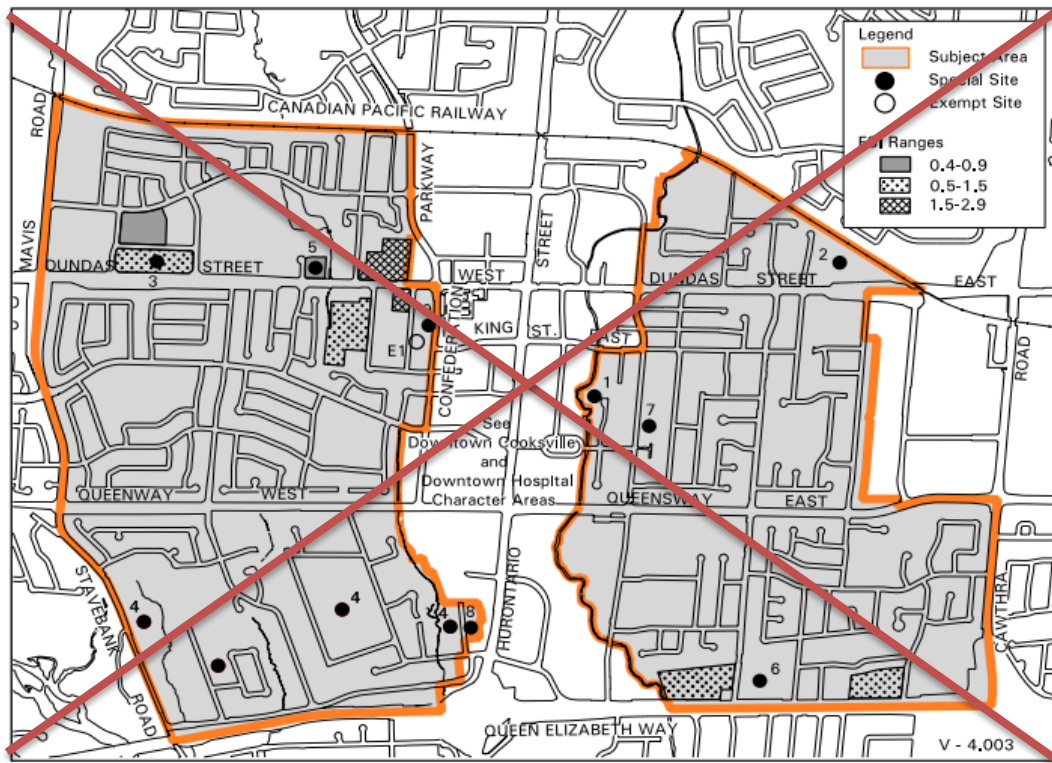 Legend
Subject Area
Special Site
Exempt Site
FSI Ranges
0.4-0.9
0.5-1.5
1.5-2.9
CANADIAN PACIFIC RAILWAY
MAVIS ROAD
PARKWAY
CONFEDERATION
STREET
HURONTARIO
DUNDAS STREET WEST
DUNDAS STREET EAST
KING ST. EAST
ROAD
CAWTHRA
3
5
2
E1
1
7
See
Downtown Cooksville
and
Downtown Hospital
Character Areas
QUEENWAY WEST
QUEENSWAY EAST
STAVEBANK ROAD
4
4
4
8
6
QUEEN ELIZABETH WAY
V - 4.003